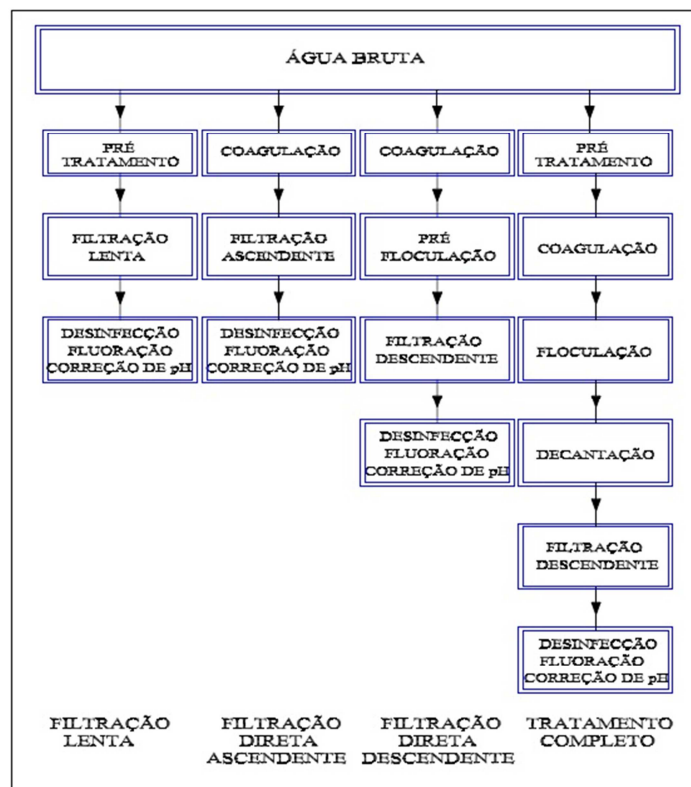 ÁGUA BRUTA
PRÉ
TRATAMENTO
FILTRAÇÃO
LENTA
DESINFECÇÃO
FLUORAÇÃO
CORREÇÃO DE pH
COAGULAÇÃO
FILTRAÇÃO
ASCENDENTE
DESINFECÇÃO
FLUORAÇÃO
CORREÇÃO DE pH
COAGULAÇÃO
PRÉ
FLOCULAÇÃO
FILTRAÇÃO
DESCENDENTE
DESINFECÇÃO
FLUORAÇÃO
CORREÇÃO DE pH
PRÉ
TRATAMENTO
COAGULAÇÃO
FLOCULAÇÃO
DECANTAÇÃO
FILTRAÇÃO
DESCENDENTE
DESINFECÇÃO
FLUORAÇÃO
CORREÇÃO DE pH
FILTRAÇÃO
LENTA
FILTRAÇÃO
DIRETA
ASCENDENTE
FILTRAÇÃO
DIRETA
DESCENDENTE
TRATAMENTO
COMPLETO